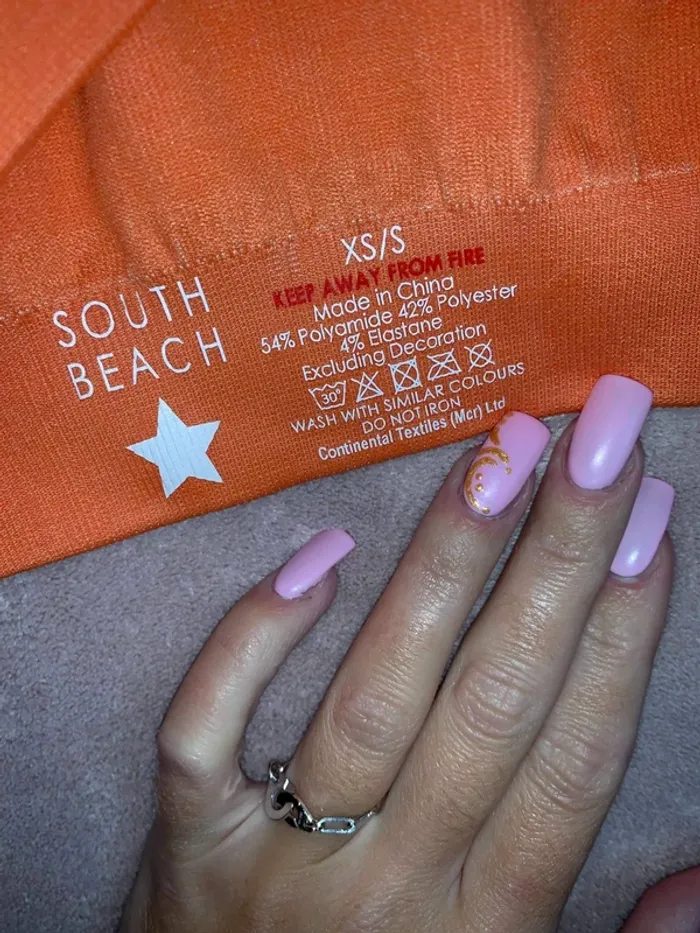 SOUTH
BEACH
XS/S
KEEP AWAY FROM FIRE
Made in China
54% Polyamide 42% Polyester
4% Elastane
Excluding Decoration
30°
WASH WITH SIMILAR COLOURS
DO NOT IRON
Continental Textiles (Mcr) Ltd